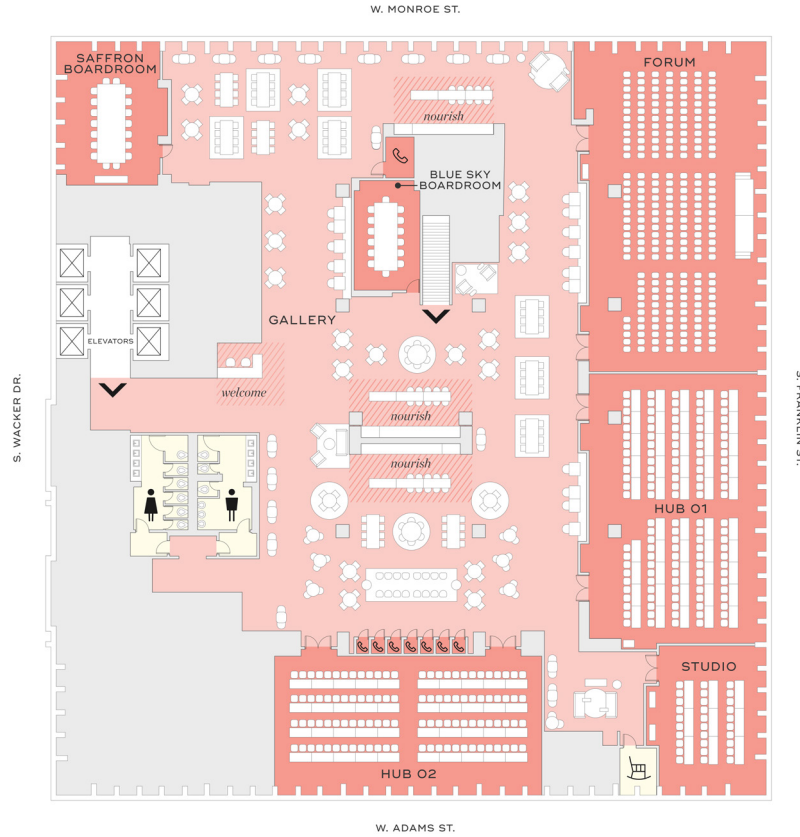 W. MONROE ST.
SAFFRON
BOARDROOM
FORUM
nourish
BLUE SKY
BOARDROOM
GALLERY
ELEVATORS
welcome
S. WACKER DR.
S. FRANKLIN ST.
nourish
nourish
HUB 01
STUDIO
HUB 02
W. ADAMS ST.